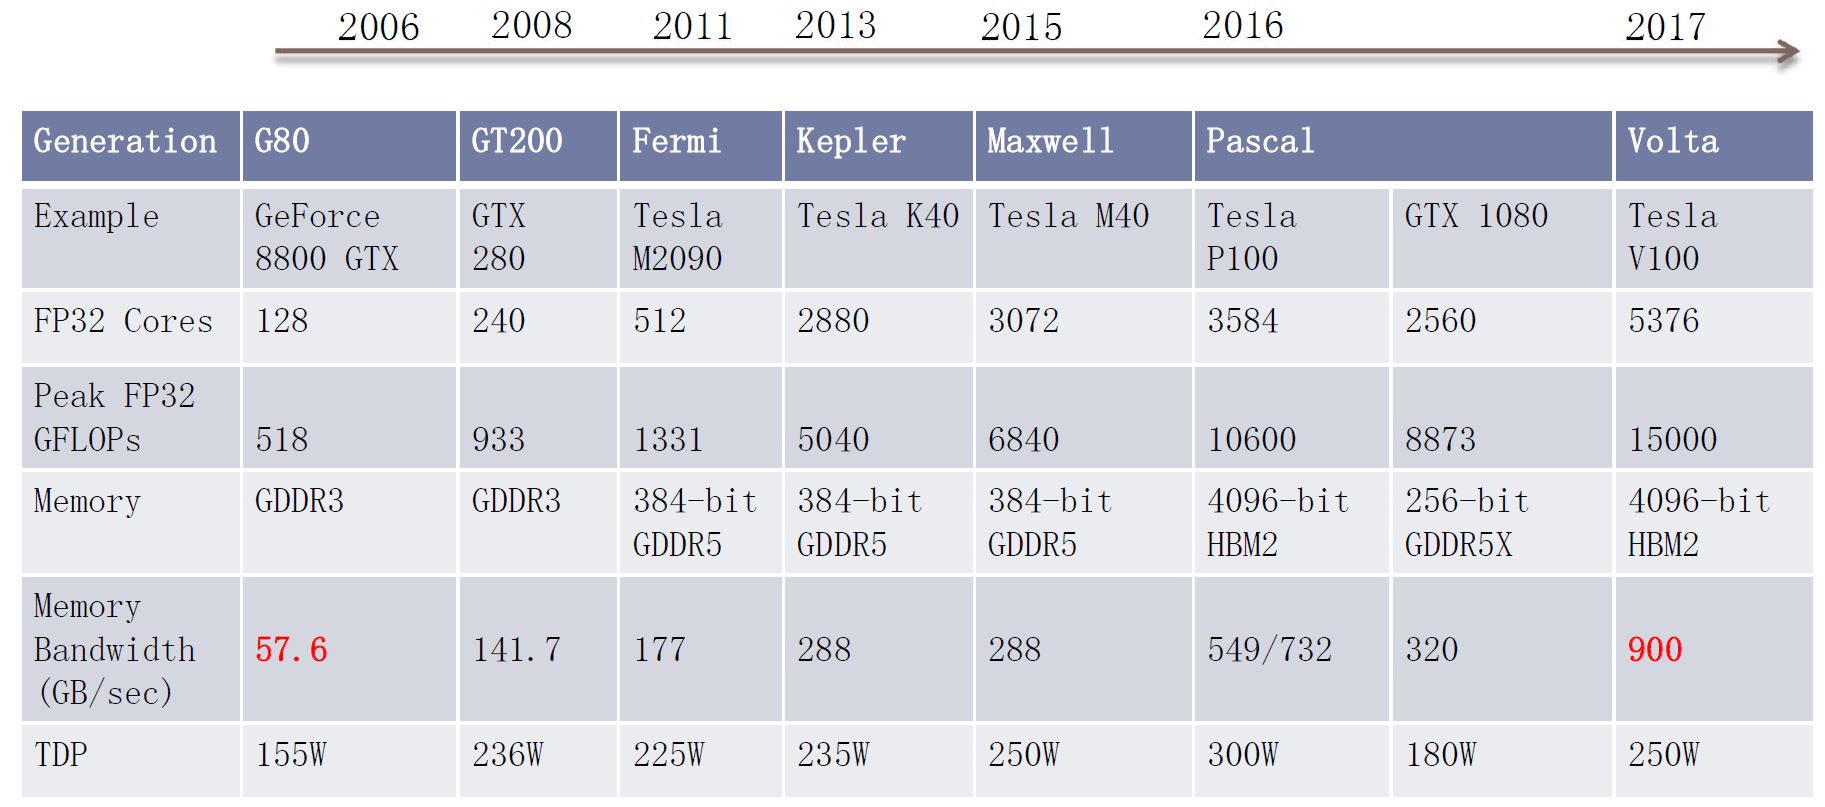 2006 2008 2011 2013 2015 2016 2017
Generation G80 GT200 Fermi Kepler Maxwell Pascal Volta
Example GeForce 8800 GTX GTX 280 Tesla M2090 Tesla K40 Tesla M40 Tesla P100 GTX 1080 Tesla V100
FP32 Cores 128 240 512 2880 3072 3584 2560 5376
Peak FP32 GFLOPs 518 933 1331 5040 6840 10600 8873 15000
Memory GDDR3 GDDR3 384-bit GDDR5 384-bit GDDR5 384-bit GDDR5 4096-bit HBM2 256-bit GDDR5X 4096-bit HBM2
Memory Bandwidth (GB/sec) 57.6 141.7 177 288 288 549/732 320 900
TDP 155W 236W 225W 235W 250W 300W 180W 250W